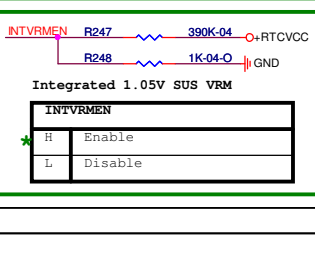 INTVRMEN R247 390K-04 +RTCVCC
R248 1K-04-O GND
Integrated 1.05V SUS VRM
INTVRMEN
* H Enable
L Disable